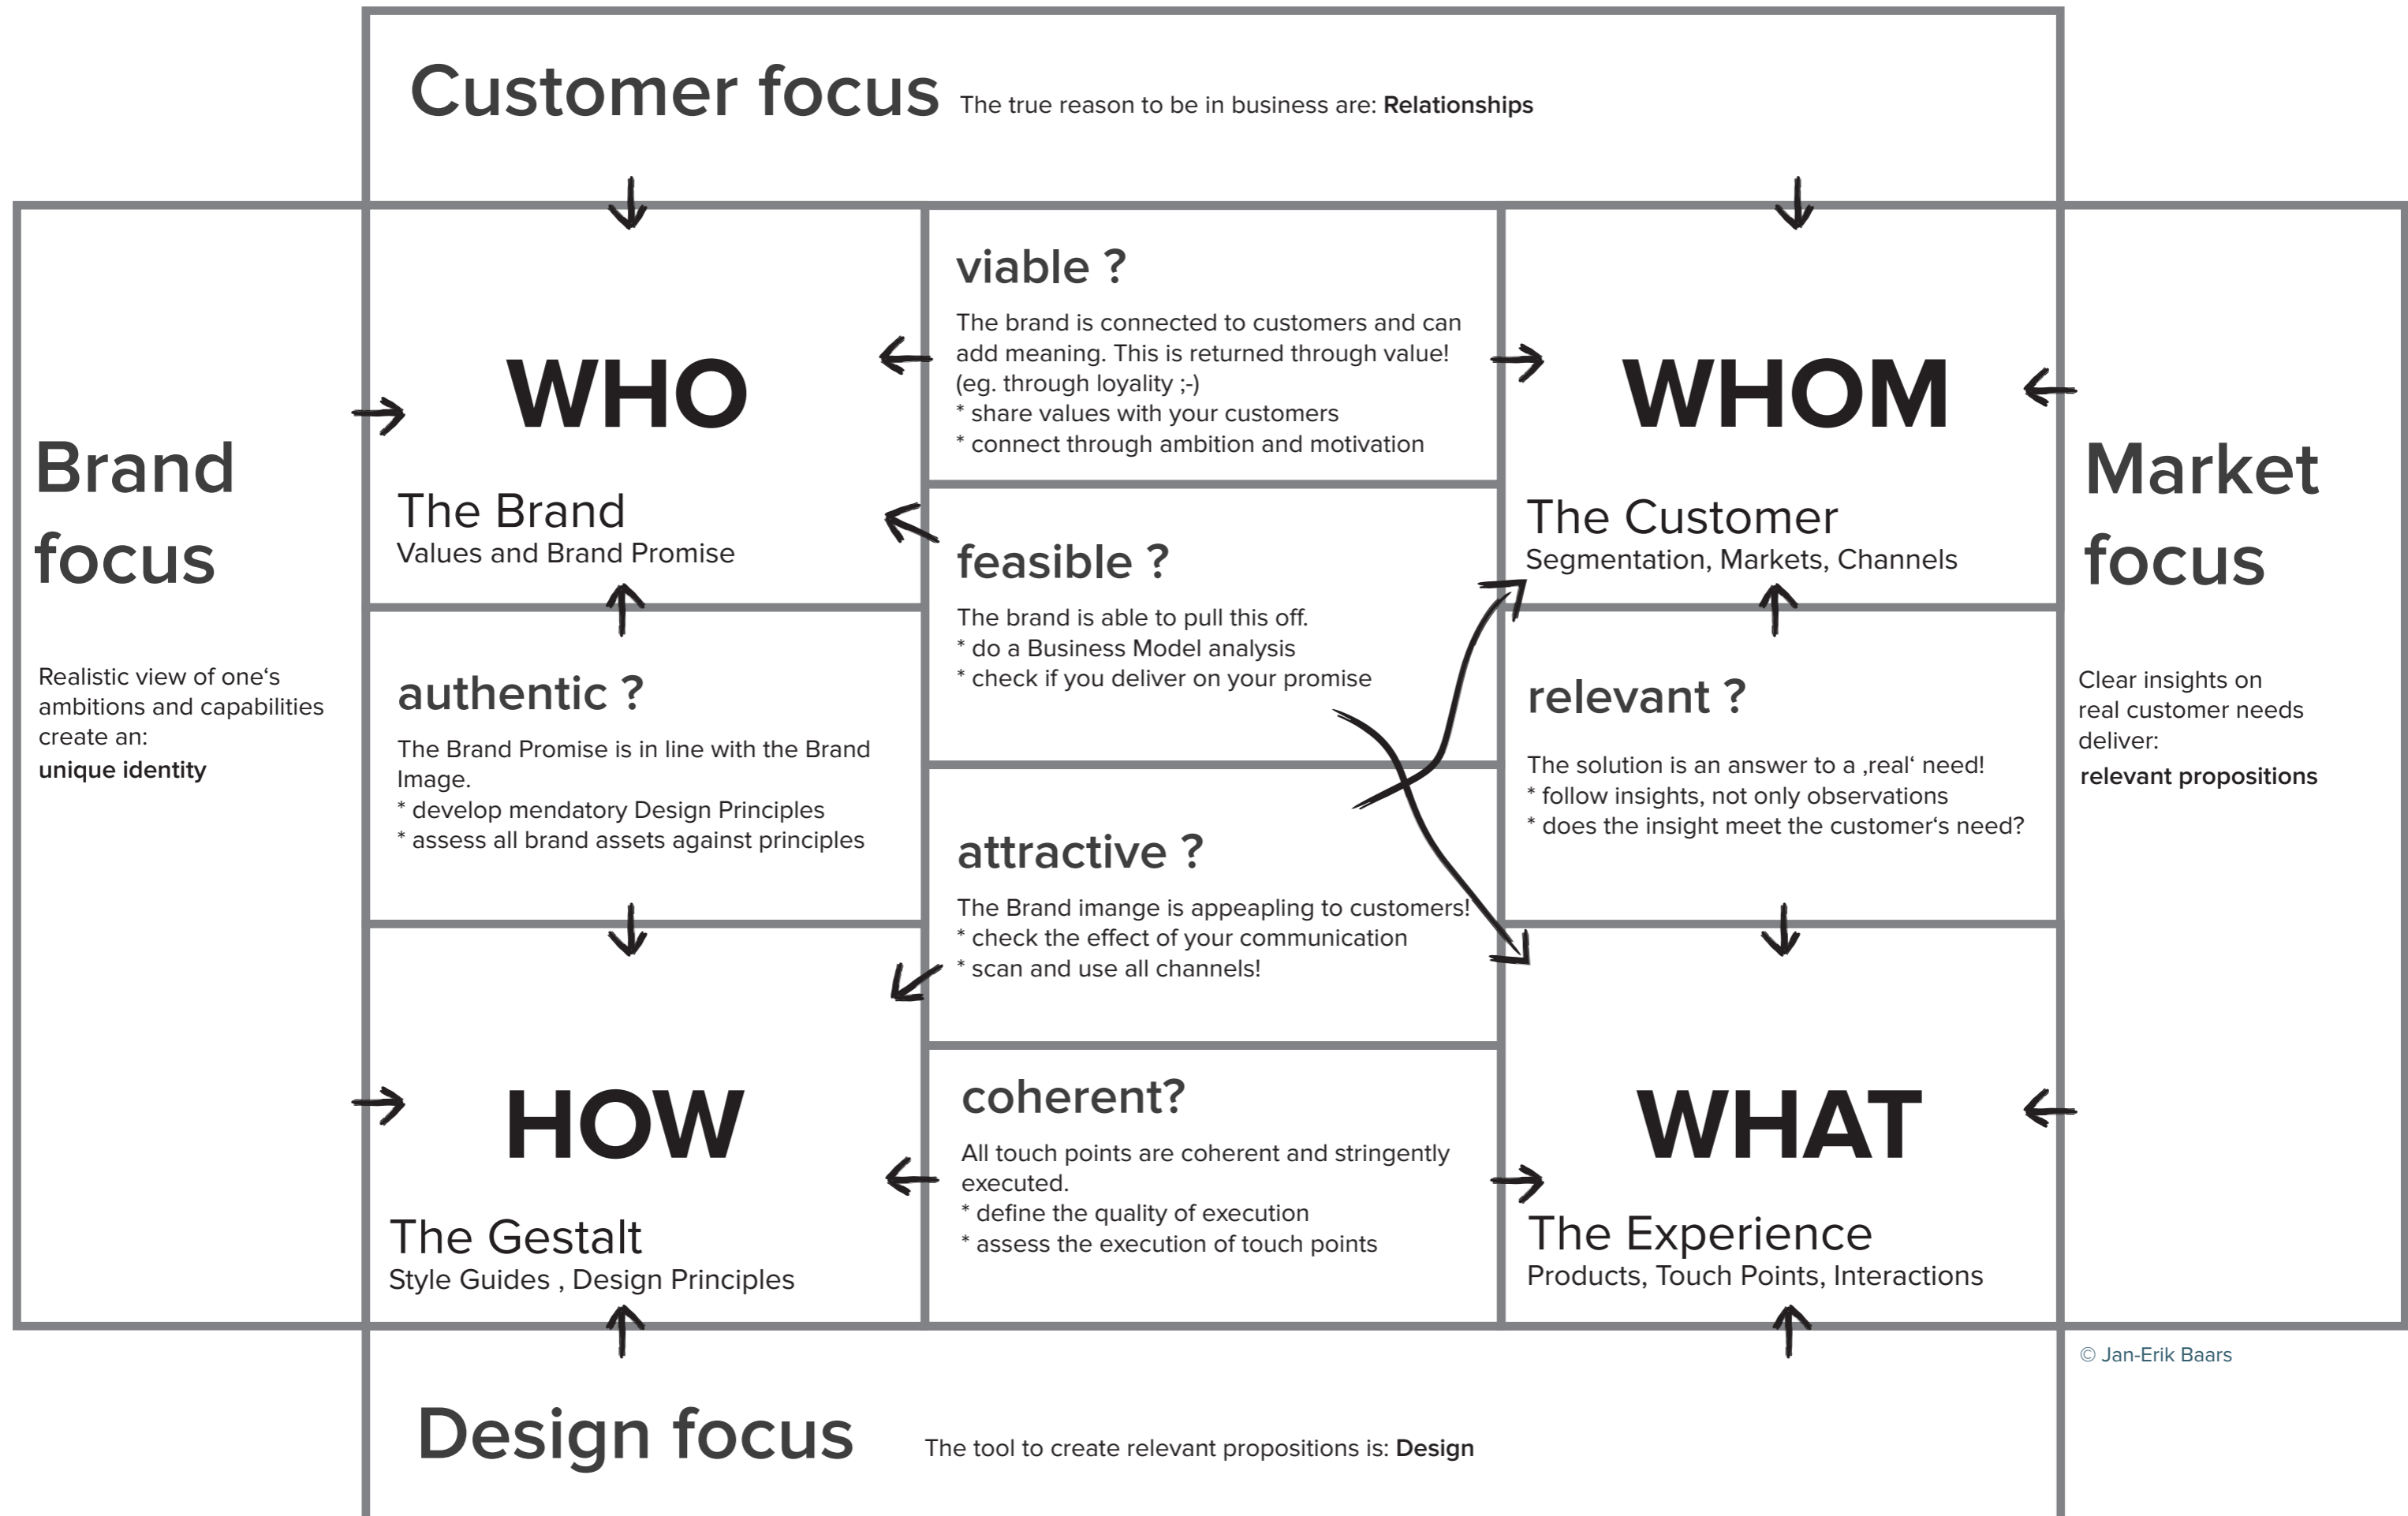 Customer focus The true reason to be in business are: Relationships
Brand
focus
Realistic view of one‘s
ambitions and capabilities
create an:
unique identity
WHO
The Brand
Values and Brand Promise
authentic ?
The Brand Promise is in line with the Brand
Image.
* develop mendatory Design Principles
* assess all brand assets against principles
HOW
The Gestalt
Style Guides , Design Principles
viable ?
The brand is connected to customers and can
add meaning. This is returned through value!
(eg. through loyality ;-)
* share values with your customers
* connect through ambition and motivation
feasible ?
The brand is able to pull this off.
* do a Business Model analysis
* check if you deliver on your promise
attractive ?
The Brand imange is appeapling to customers!
* check the effect of your communication
* scan and use all channels!
coherent?
All touch points are coherent and stringently
executed.
* define the quality of execution
* assess the execution of touch points
WHOM
The Customer
Segmentation, Markets, Channels
relevant ?
The solution is an answer to a ‚real‘ need!
* follow insights, not only observations
* does the insight meet the customer‘s need?
WHAT
The Experience
Products, Touch Points, Interactions
Market
focus
Clear insights on
real customer needs
deliver:
relevant propositions
© Jan-Erik Baars
Design focus The tool to create relevant propositions is: Design